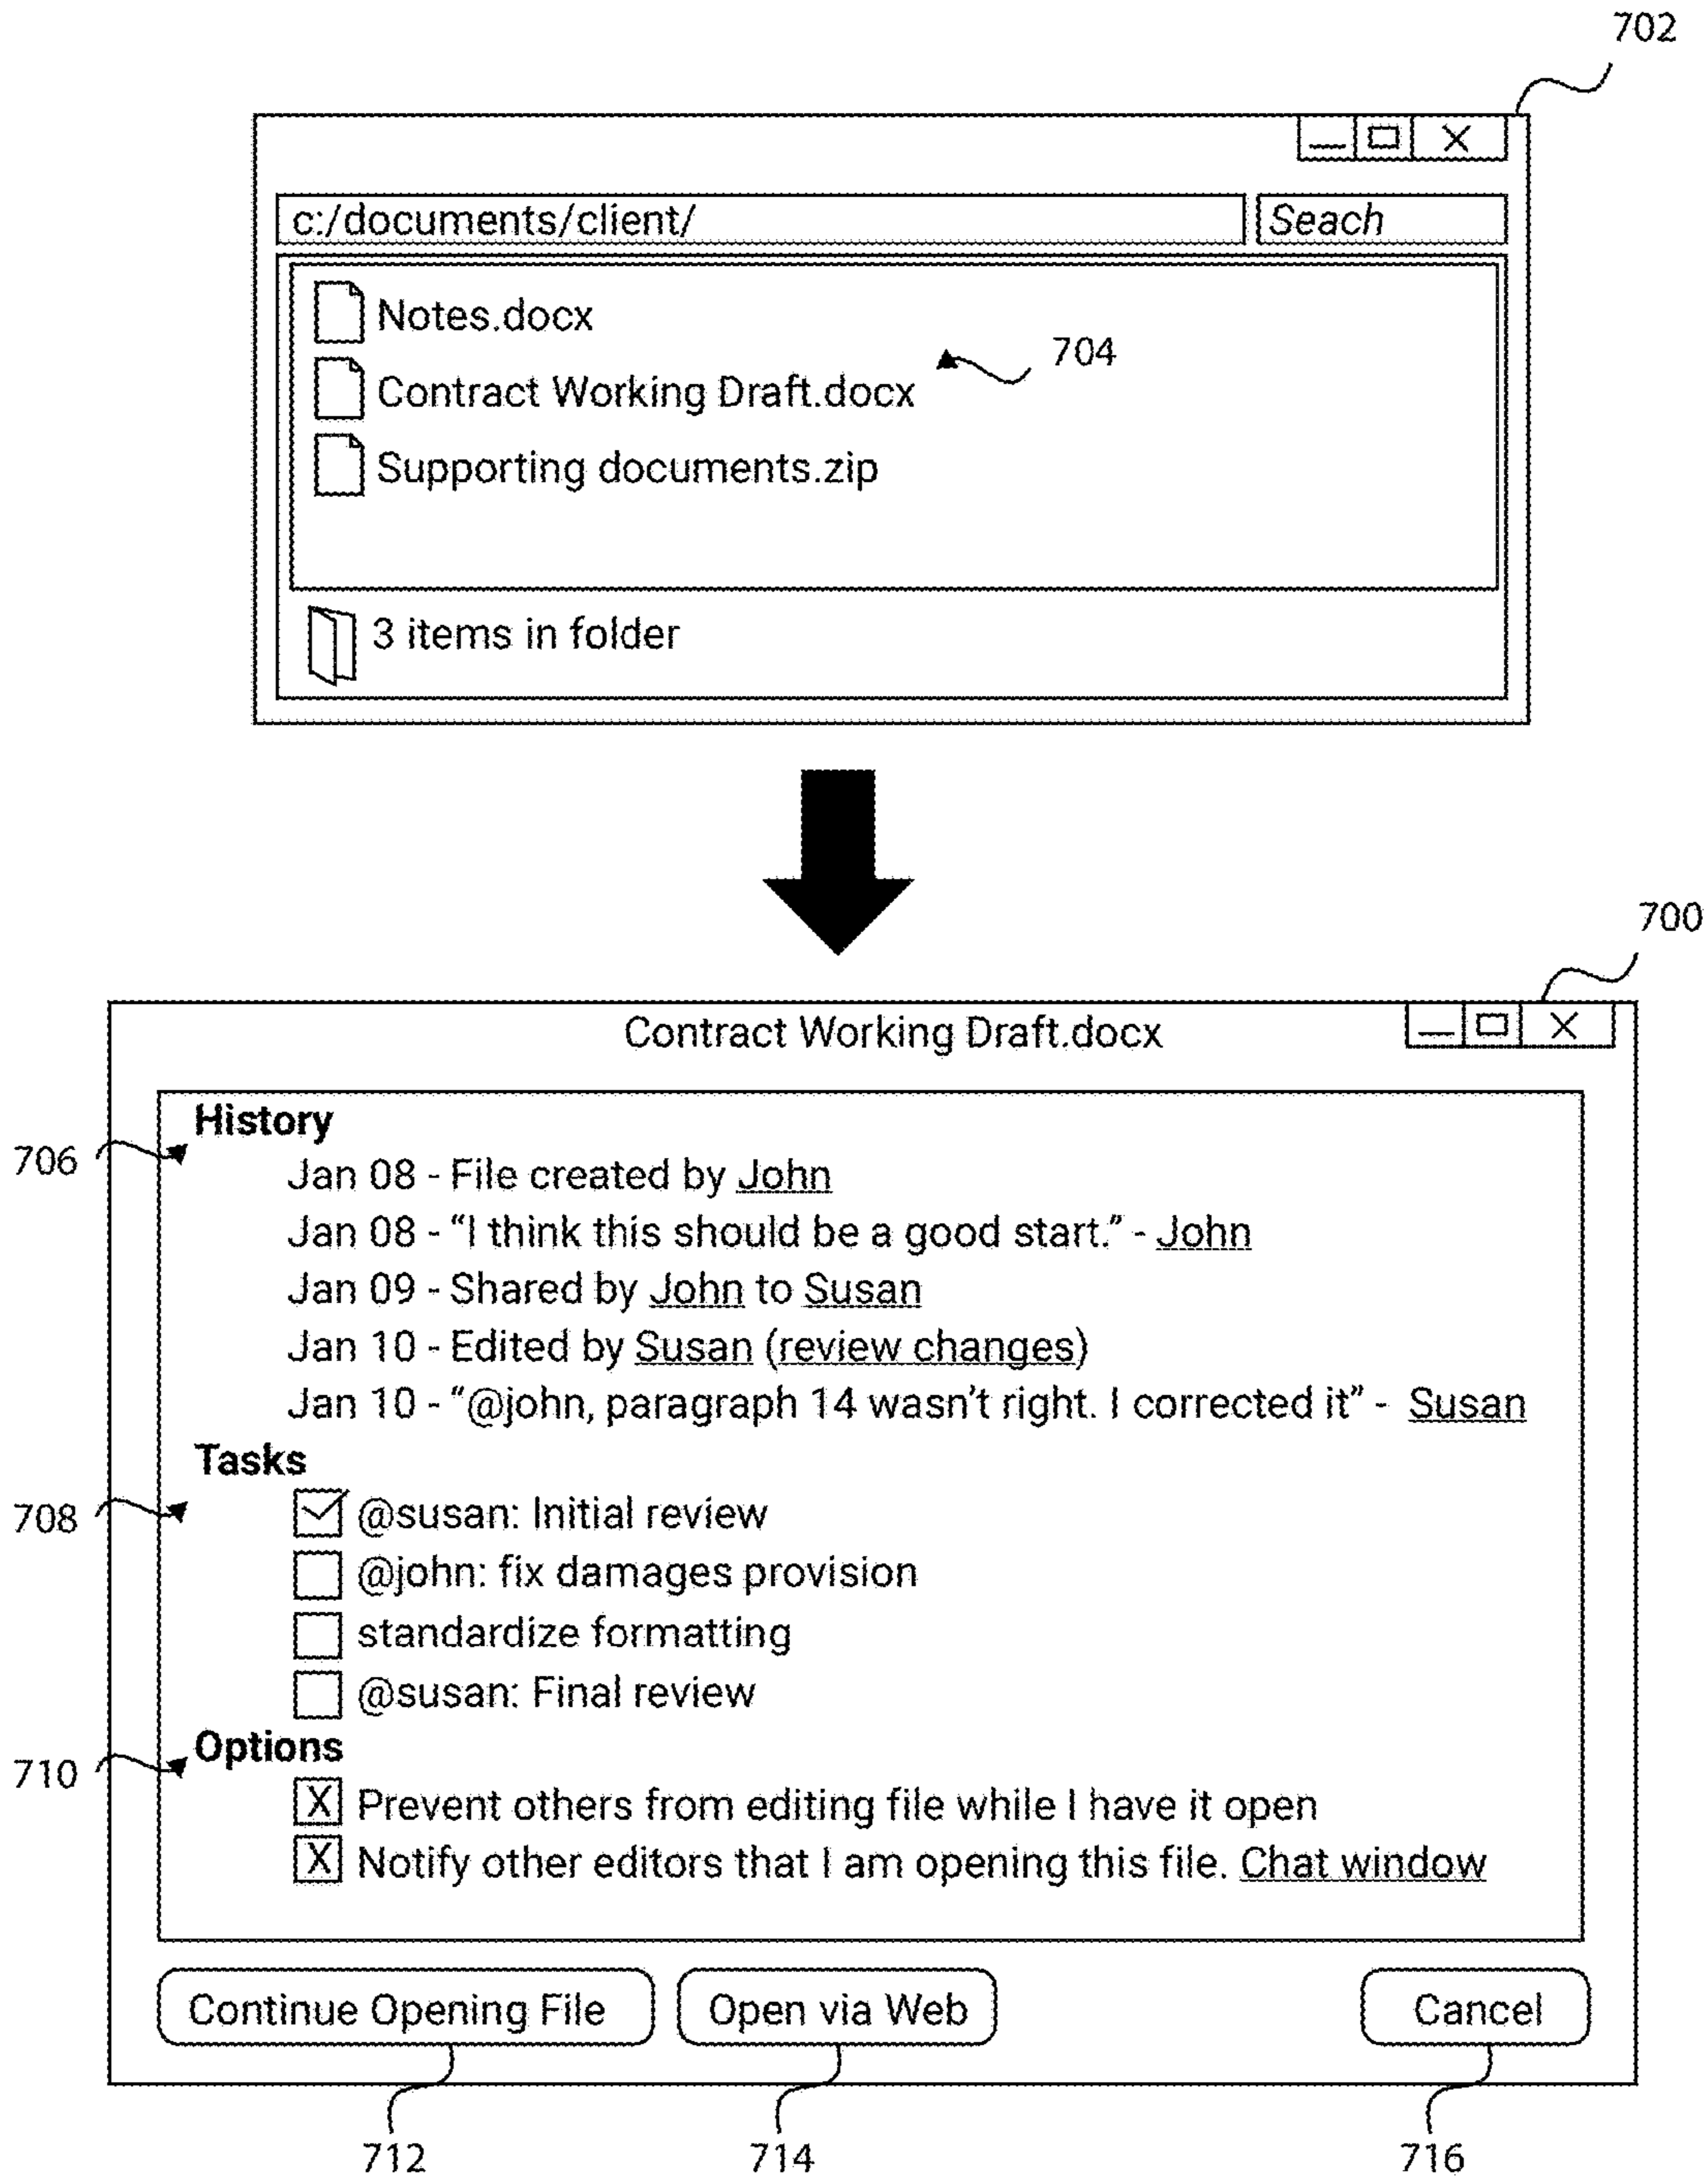 702
c:/documents/client/ Seach
Notes.docx
704
Contract Working Draft.docx
Supporting documents.zip
3 items in folder
700
Contract Working Draft.docx
History
706
Jan 08 - File created by John
Jan 08 - “I think this should be a good start.” - John
Jan 09 - Shared by John to Susan
Jan 10 - Edited by Susan (review changes)
Jan 10 - “@john, paragraph 14 wasn’t right. I corrected it” - Susan
Tasks
708
@susan: Initial review
@john: fix damages provision
standardize formatting
@susan: Final review
Options
710
X Prevent others from editing file while I have it open
X Notify other editors that I am opening this file. Chat window
Continue Opening File Open via Web Cancel
712 714 716